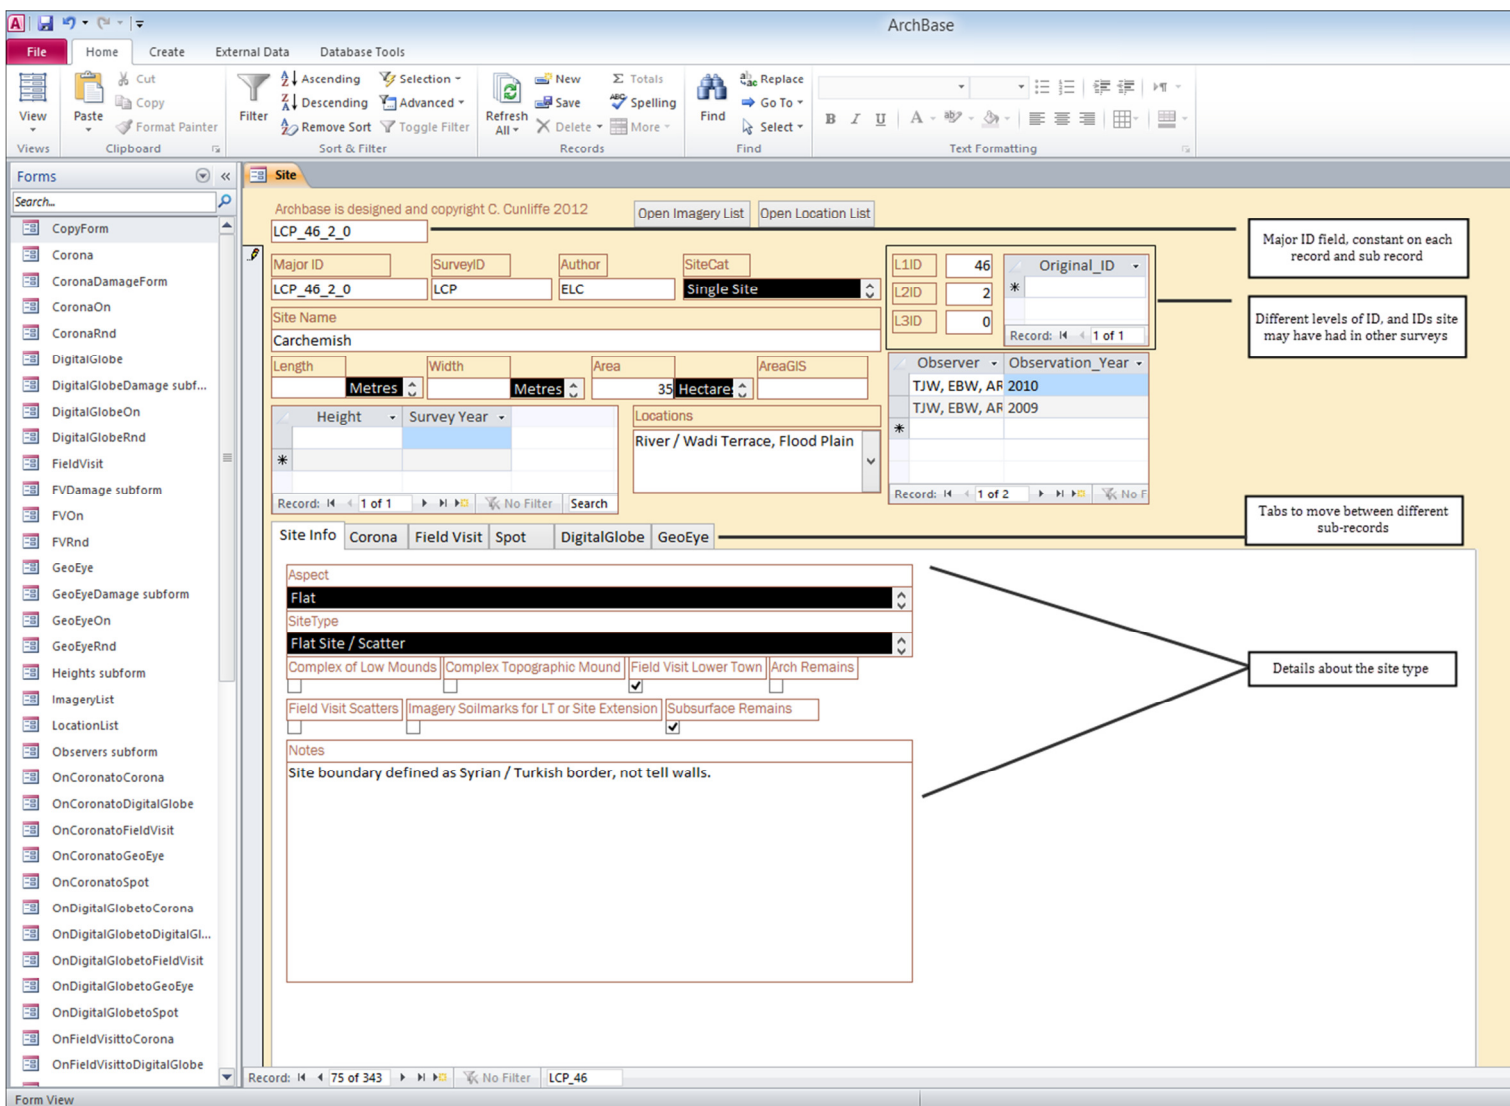 ArchBase
File Home Create External Data Database Tools
View
Views
Paste
Cut
Copy
Format Painter
Clipboard
Filter
Ascending
Descending
Remove Sort
Selection
Advanced
Toggle Filter
Sort & Filter
Refresh
All
New
Save
Delete
Totals
Spelling
More
Records
Find
Replace
Go To
Select
Find
B I U A
Text Formatting
Forms
Search...
CopyForm
Corona
CoronaDamageForm
CoronaOn
CoronaRnd
DigitalGlobe
DigitalGlobeDamage subf...
DigitalGlobeOn
DigitalGlobeRnd
FieldVisit
FVDamage subform
FVOn
FVRnd
GeoEye
GeoEyeDamage subform
GeoEyeOn
GeoEyeRnd
Heights subform
ImageryList
LocationList
Observers subform
OnCoronatoCorona
OnCoronatoDigitalGlobe
OnCoronatoFieldVisit
OnCoronatoGeoEye
OnCoronatoSpot
OnDigitalGlobetoCorona
OnDigitalGlobetoDigitalGl...
OnDigitalGlobetoFieldVisit
OnDigitalGlobetoGeoEye
OnDigitalGlobetoSpot
OnFieldVisittoCorona
OnFieldVisittoDigitalGlobe
Site
Archbase is designed and copyright C. Cunliffe 2012
Open Imagery List Open Location List
LCP_46_2_0
Major ID SurveyID Author SiteCat
LCP_46_2_0 LCP ELC Single Site
L1ID 46
L2ID 2
L3ID 0
Original_ID
Record: 1 of 1
Site Name
Carchemish
Length Width Area AreaGIS
Metres Metres 35 Hectares
Height Survey Year
Record: 1 of 1 No Filter Search
Locations
River / Wadi Terrace, Flood Plain
Observer Observation_Year
TJW, EBW, AR 2010
TJW, EBW, AR 2009
Record: 1 of 2 No F
Site Info Corona Field Visit Spot DigitalGlobe GeoEye
Aspect
Flat
SiteType
Flat Site / Scatter
Complex of Low Mounds Complex Topographic Mound Field Visit Lower Town Arch Remains
Field Visit Scatters Imagery Soilmarks for LT or Site Extension Subsurface Remains
Notes
Site boundary defined as Syrian / Turkish border, not tell walls.
Major ID field, constant on each
record and sub record
Different levels of ID, and IDs site
may have had in other surveys
Tabs to move between different
sub-records
Details about the site type
Record: 75 of 343 No Filter LCP_46
Form View